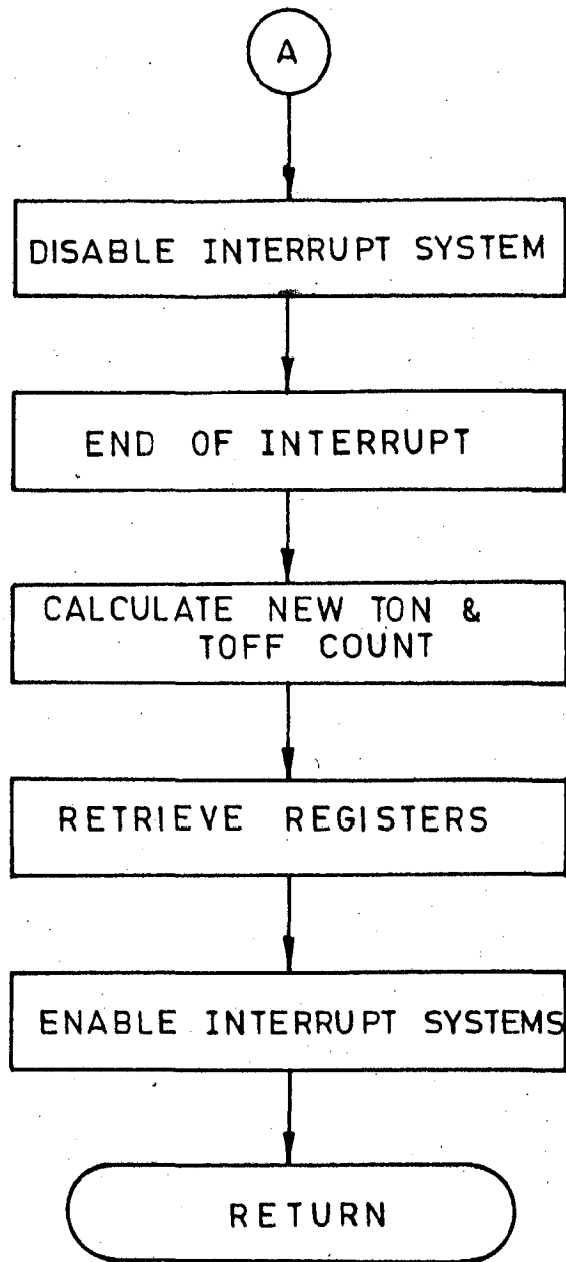 A
DISABLE INTERRUPT SYSTEM
END OF INTERRUPT
CALCULATE NEW TON &
TOFF COUNT
RETRIEVE REGISTERS
ENABLE INTERRUPT SYSTEMS
RETURN